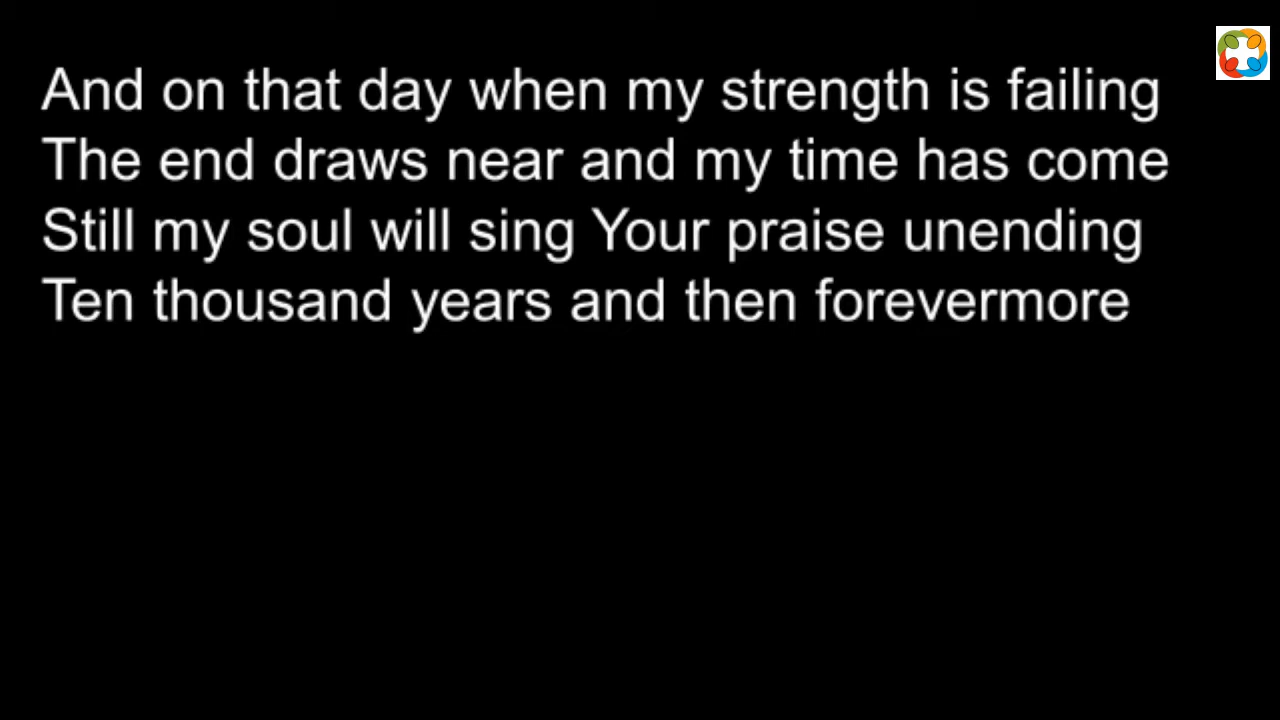 And on that day when my strength is failing
The end draws near and my time has come
Still my soul will sing Your praise unending
Ten thousand years and then forevermore